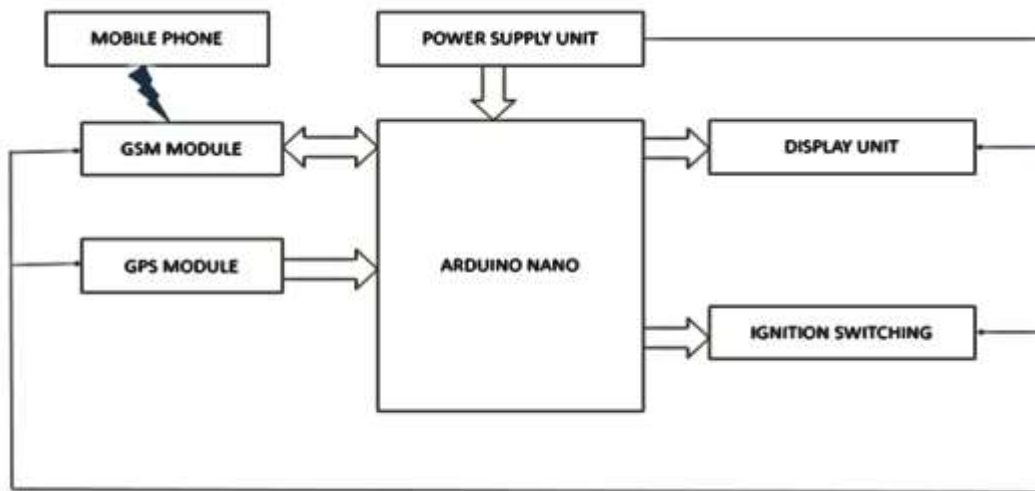 MOBILE PHONE
POWER SUPPLY UNIT
GSM MODULE
DISPLAY UNIT
GPS MODULE
ARDUINO NANO
IGNITION SWITCHING